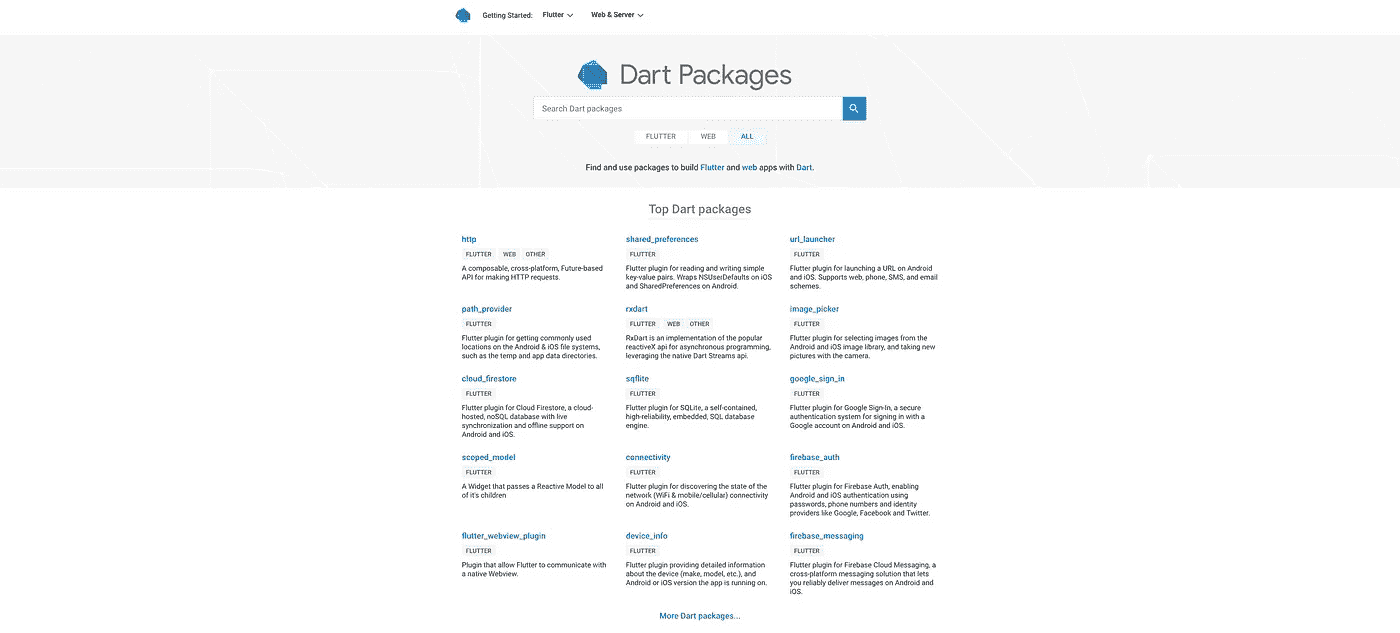 Getting Started: Flutter Web & Server
Dart Packages
Search Dart packages
FLUTTER WEB ALL
Find and use packages to build Flutter and web apps with Dart.
Top Dart packages
http
FLUTTER WEB OTHER
A composable, cross-platform, Future-based
API for making HTTP requests.
shared_preferences
FLUTTER
Flutter plugin for reading and writing simple
key-value pairs. Wraps NSUserDefaults on iOS
and SharedPreferences on Android.
url_launcher
FLUTTER
Flutter plugin for launching a URL on Android
and iOS. Supports web, phone, SMS, and email
schemes.
path_provider
FLUTTER
Flutter plugin for getting commonly used
locations on the Android & iOS file systems,
such as the temp and app data directories.
rxdart
FLUTTER WEB OTHER
RxDart is an implementation of the popular
reactiveX api for asynchronous programming,
leveraging the native Dart Streams api.
image_picker
FLUTTER
Flutter plugin for selecting images from the
Android and iOS image library, and taking new
pictures with the camera.
cloud_firestore
FLUTTER
Flutter plugin for Cloud Firestore, a cloud-
hosted, noSQL database with live
synchronization and offline support on
Android and iOS.
sqflite
FLUTTER
Flutter plugin for SQLite, a self-contained,
high-reliability, embedded, SQL database
engine.
google_sign_in
FLUTTER
Flutter plugin for Google Sign-In, a secure
authentication system for signing in with a
Google account on Android and iOS.
scoped_model
FLUTTER
A Widget that passes a Reactive Model to all
of it's children
connectivity
FLUTTER
Flutter plugin for discovering the state of the
network (WiFi & mobile/cellular) connectivity
on Android and iOS.
firebase_auth
FLUTTER
Flutter plugin for Firebase Auth, enabling
Android and iOS authentication using
passwords, phone numbers and identity
providers like Google, Facebook and Twitter.
flutter_webview_plugin
FLUTTER
Plugin that allow Flutter to communicate with
a native Webview.
device_info
FLUTTER
Flutter plugin providing detailed information
about the device (make, model, etc.), and
Android or iOS version the app is running on.
firebase_messaging
FLUTTER
Flutter plugin for Firebase Cloud Messaging, a
cross-platform messaging solution that lets
you reliably deliver messages on Android and
iOS.
More Dart packages...